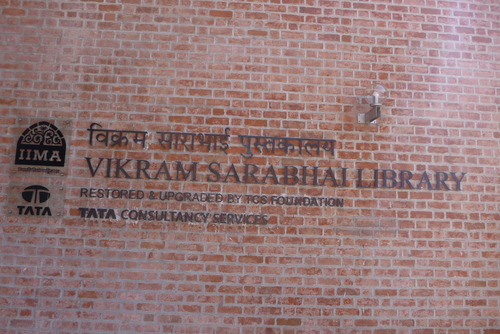 IIMA
TATA
विक्रम साराभाई पुस्तकालय
VIKRAM SARABHAI LIBRARY
RESTORED & UPGRADED BY TCS FOUNDATION
TATA CONSULTANCY SERVICES